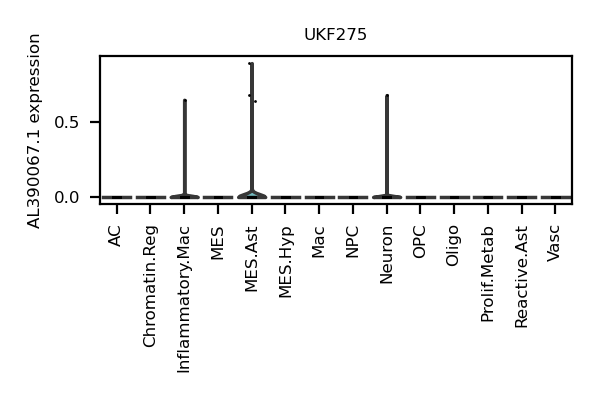 UKF275
AL390067.1 expression
0.5
0.0
AC
Chromatin.Reg
Inflammatory.Mac
MES
MES.Ast
MES.Hyp
Mac
NPC
Neuron
OPC
Oligo
Prolif.Metab
Reactive.Ast
Vasc